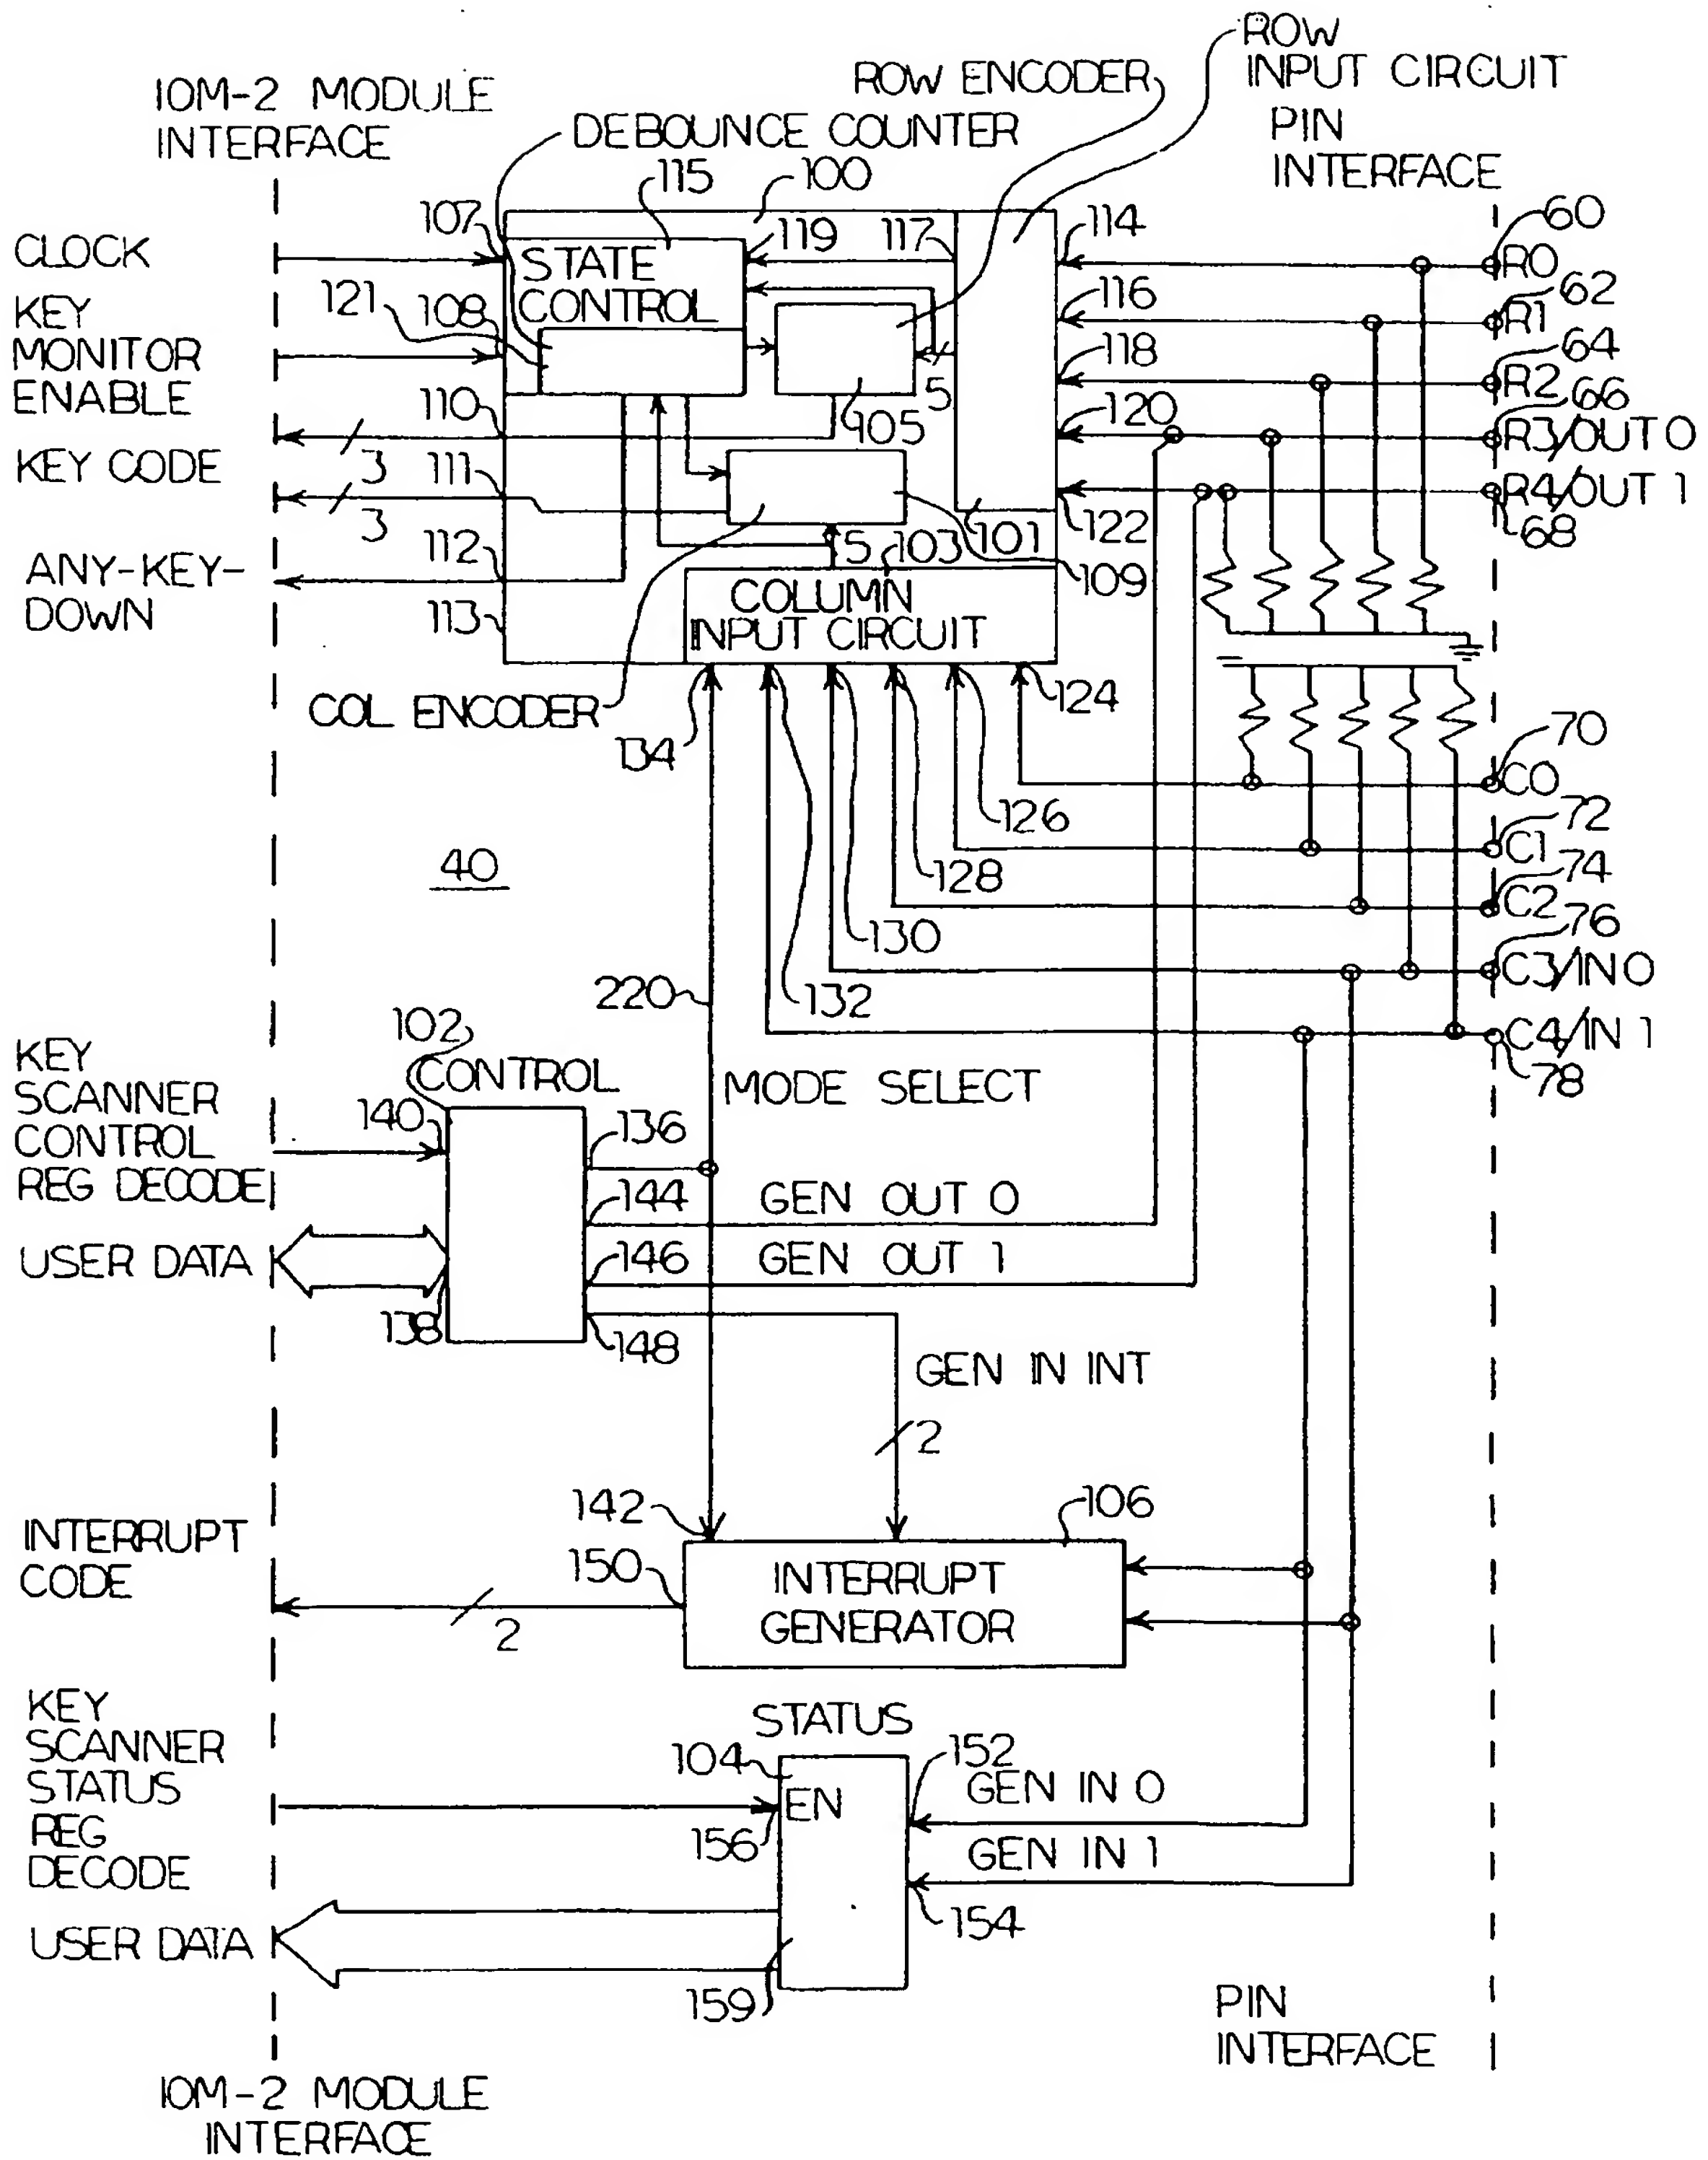 ROW
INPUT CIRCUIT
ROW ENCODER
PIN
INTERFACE
IOM-2 MODULE
INTERFACE
DEBOUNCE COUNTER
115
100
107
119
117
114
60
CLOCK
STATE
CONTROL
R0
121
108
116
62
R1
KEY
MONITOR
ENABLE
118
64
R2
5
66
110
105
120
R3/OUT 0
KEY CODE
3
111
R4/OUT 1
3
101
122
68
112
5
103
109
ANY-KEY-
DOWN
113
COLUMN
INPUT CIRCUIT
COL ENCODER
134
124
70
C0
126
72
C1
40
128
74
C2
130
76
C3/IN 0
220
132
C4/IN 1
78
102
CONTROL
KEY
SCANNER
CONTROL
REG DECODE
MODE SELECT
140
136
144
GEN OUT 0
USER DATA
146
GEN OUT 1
138
148
GEN IN INT
2
142
106
INTERRUPT
CODE
150
INTERRUPT
GENERATOR
2
KEY
SCANNER
STATUS
REG
DECODE
STATUS
104
152
GEN IN 0
EN
156
GEN IN 1
154
USER DATA
159
PIN
INTERFACE
IOM-2 MODULE
INTERFACE